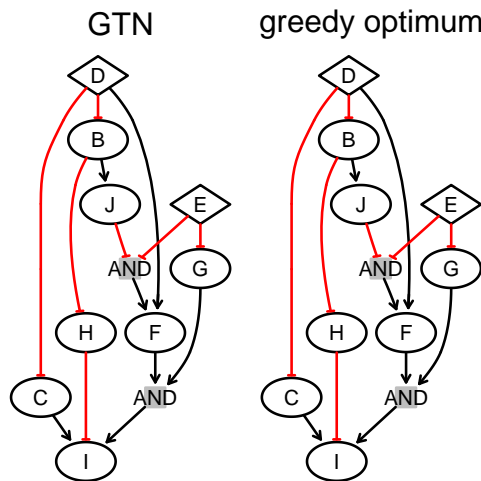 GTN greedy optimum
D D
B B
J E J E
AND G AND G
H F H F
C AND C AND
I I